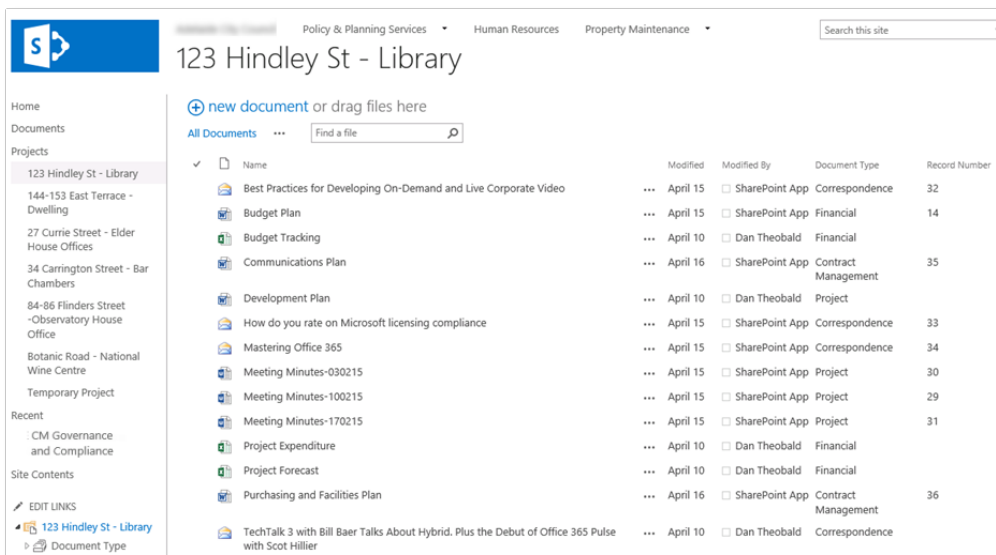 Policy & Planning Services
Human Resources
Property Maintenance
Search this site
S
123 Hindley St - Library
Home
Documents
Projects
123 Hindley St - Library
144-153 East Terrace -
Dwelling
27 Currie Street - Elder
House Offices
34 Carrington Street - Bar
Chambers
84-86 Flinders Street
-Observatory House
Office
Botanic Road - National
Wine Centre
Temporary Project
Recent
CM Governance
and Compliance
Site Contents
EDIT LINKS
123 Hindley St - Library
Document Type
new document or drag files here
All Documents ... Find a file
Name Modified Modified By Document Type Record Number
Best Practices for Developing On-Demand and Live Corporate Video ... April 15 SharePoint App Correspondence 32
Budget Plan ... April 15 SharePoint App Financial 14
Budget Tracking ... April 10 Dan Theobald Financial
Communications Plan ... April 16 SharePoint App Contract 35
Management
Development Plan ... April 10 Dan Theobald Project
How do you rate on Microsoft licensing compliance ... April 15 SharePoint App Correspondence 33
Mastering Office 365 ... April 15 SharePoint App Correspondence 34
Meeting Minutes-030215 ... April 15 SharePoint App Project 30
Meeting Minutes-100215 ... April 15 SharePoint App Project 29
Meeting Minutes-170215 ... April 15 SharePoint App Project 31
Project Expenditure ... April 10 Dan Theobald Financial
Project Forecast ... April 10 Dan Theobald Financial
Purchasing and Facilities Plan ... April 16 SharePoint App Contract 36
Management
TechTalk 3 with Bill Baer Talks About Hybrid. Plus the Debut of Office 365 Pulse ... April 10 Dan Theobald Correspondence
with Scot Hillier